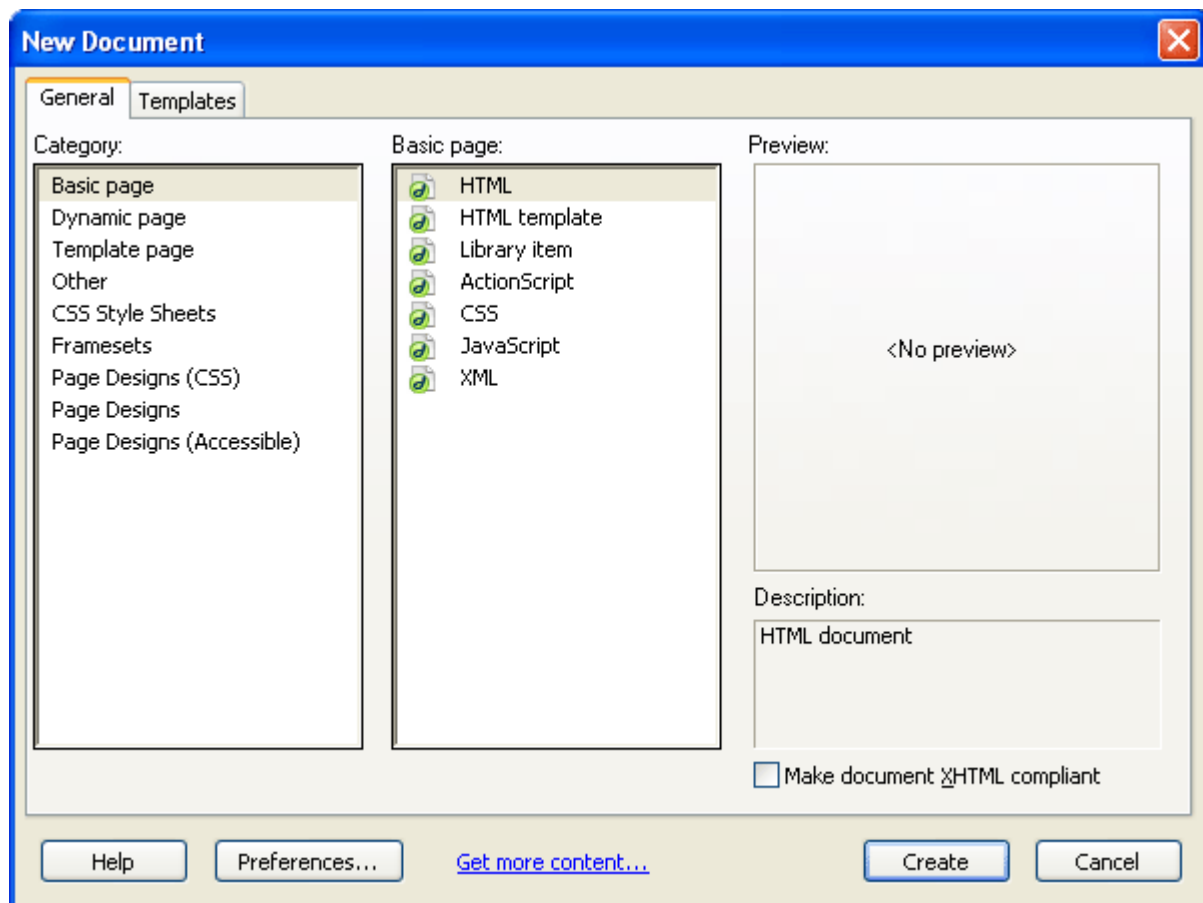 New Document
General
Templates
Category:
Basic page
Dynamic page
Template page
Other
CSS Style Sheets
Framesets
Page Designs (CSS)
Page Designs
Page Designs (Accessible)
Basic page:
HTML
HTML template
Library item
ActionScript
CSS
JavaScript
XML
Preview:
<No preview>
Description:
HTML document
Make document XHTML compliant
Help
Preferences...
Get more content...
Create
Cancel